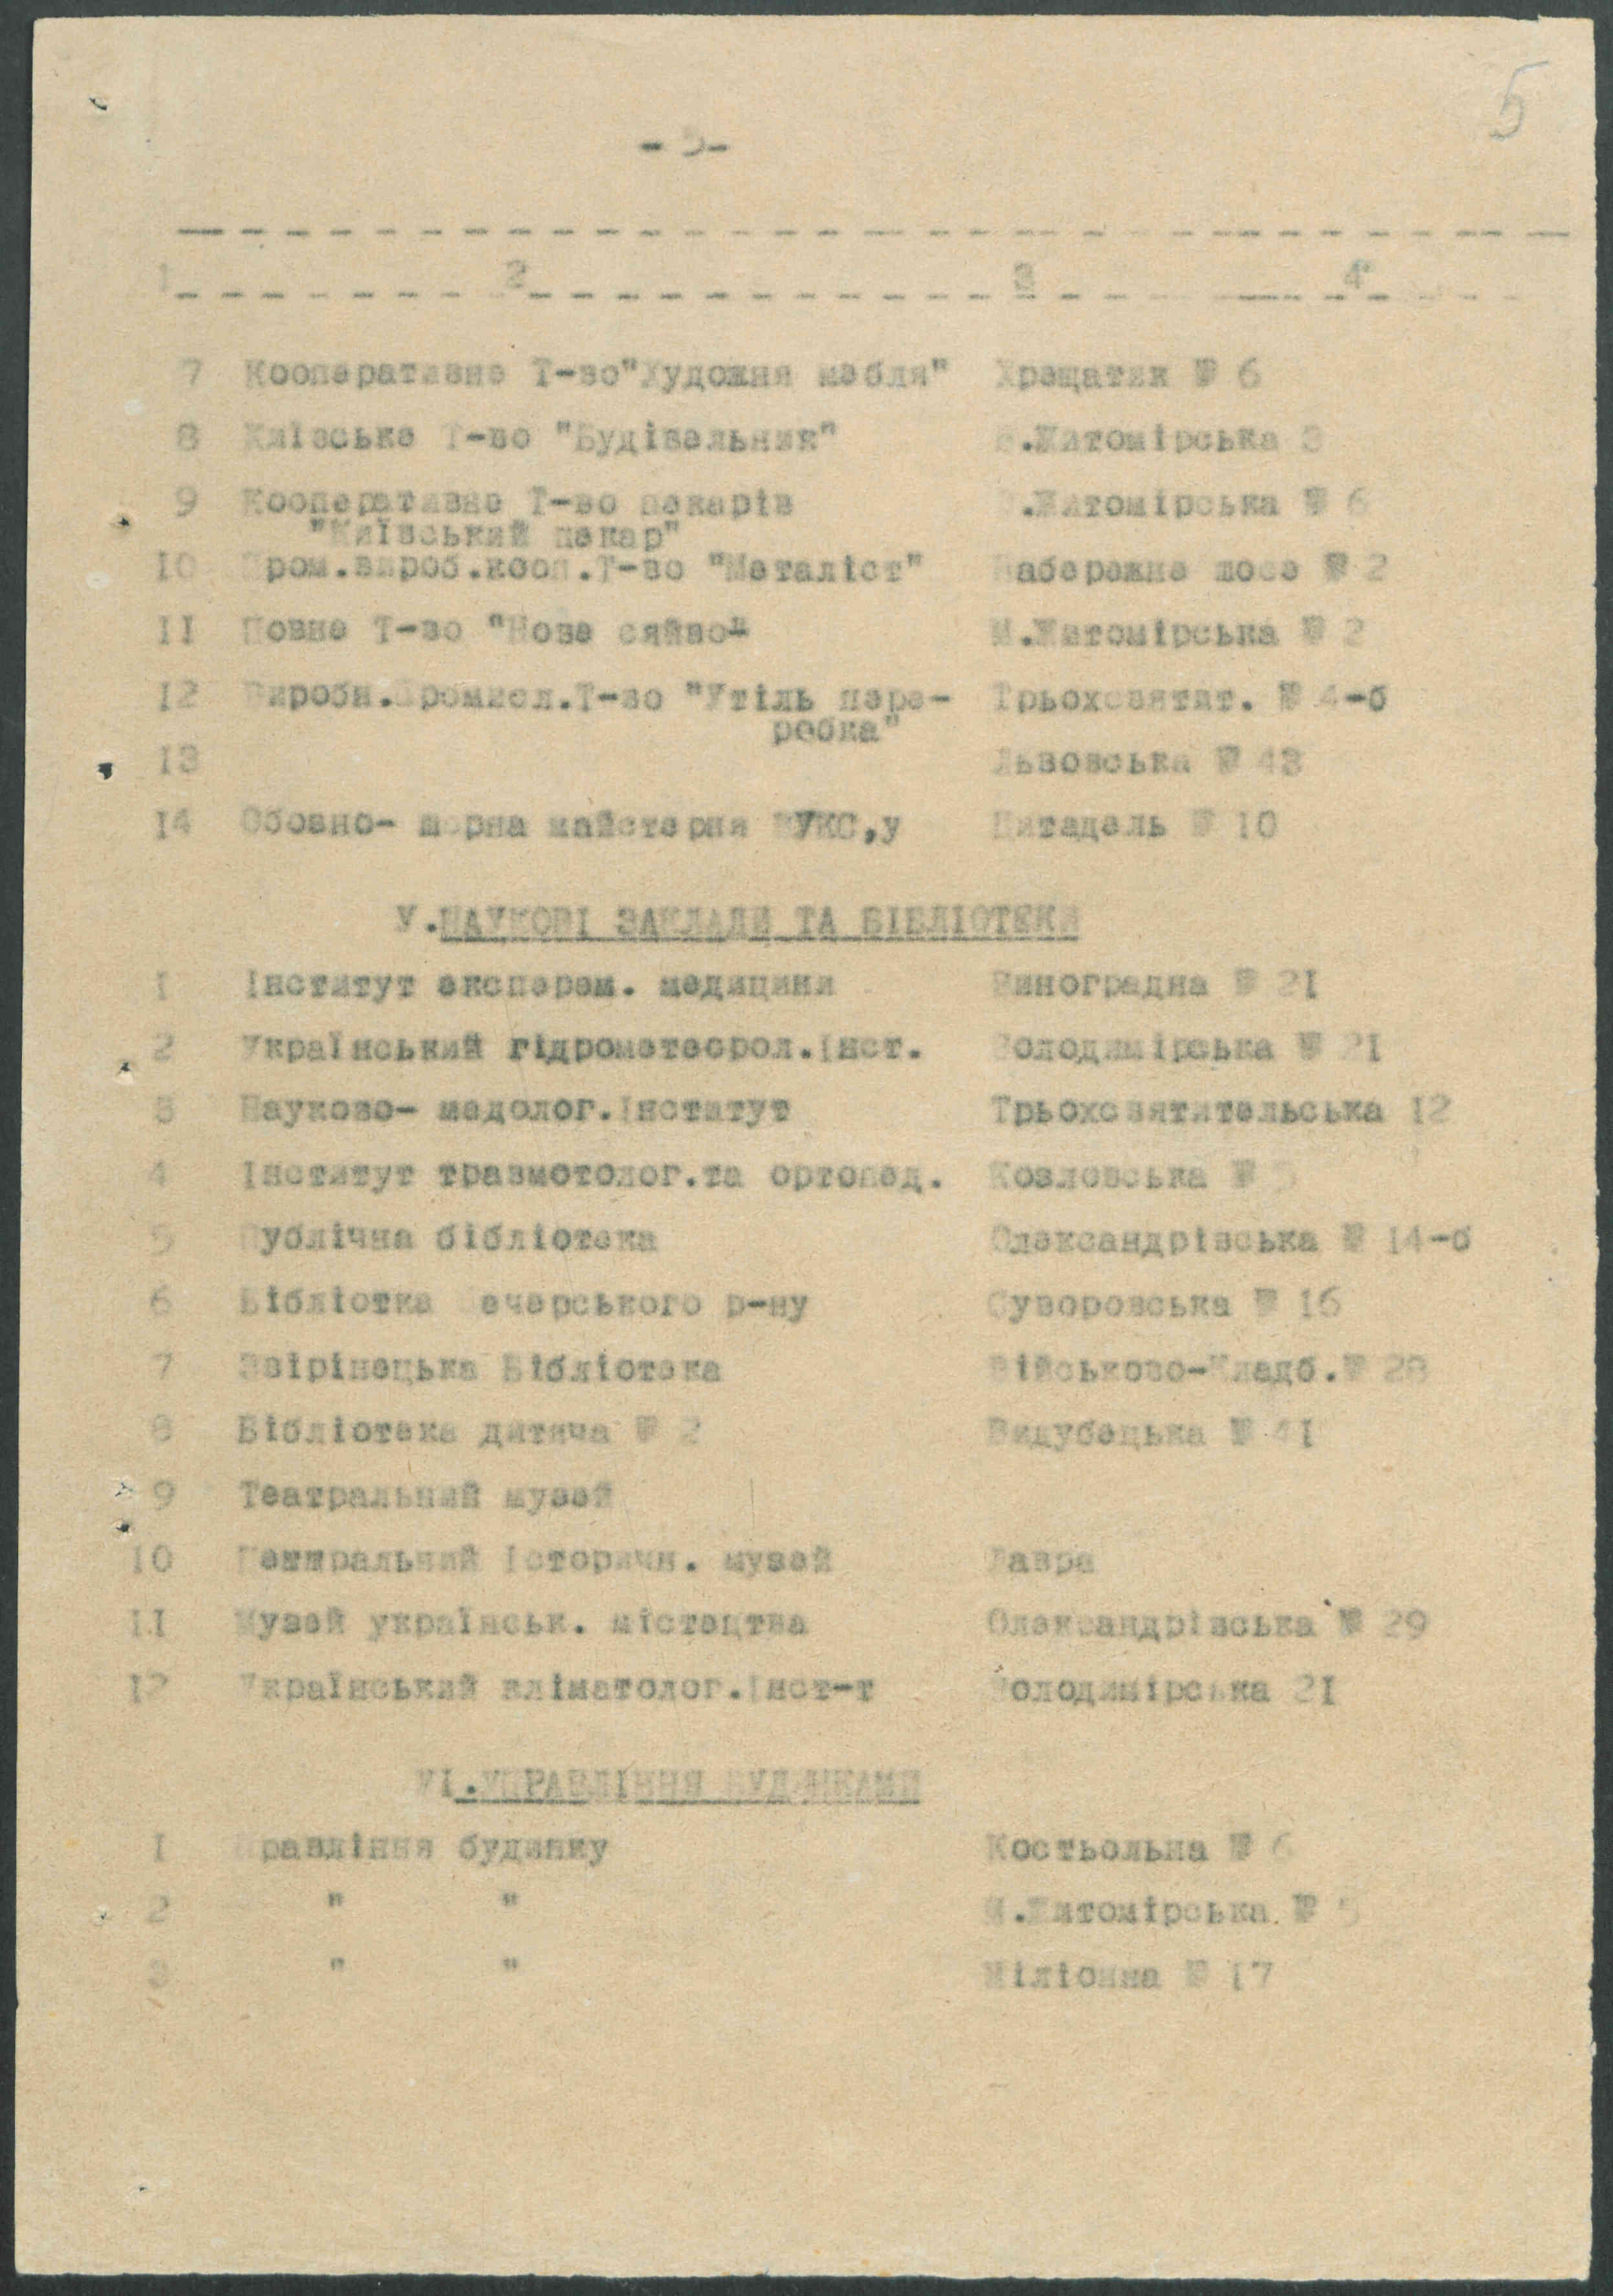 5
- 5-
1 2 3 4
7 Кооперативне Т-во"Художня мебля" Хрещатик № 6
8 Київське Т-во "Будівельник" .Житомірська 3
9 Кооперативне Т-во пекарів .Житомірська № 6
"Київський пекар"
10 Пром.вироб.кооп.Т-во "Металіст" Набережне шосе № 2
11 Повне Т-во "Нове сяйво" М.Житомірська № 2
12 Виробн.Промисл.Т-во "Утіль пере- Трьохсвятит. № 4-б
робка"
13 Львовська № 43
14 Обозно- шорна майстерня Цитадель № 10
У.НАУКОВІ ЗАКЛАДИ ТА БІБЛІОТЕКИ
1 Інститут експерем. медицини Виноградна № 21
2 Український гідрометеорол.Інст. Володимірська № 21
3 Науково- медолог.Інститут Трьохсвятительська 12
4 Інститут травмотолог.та ортопед. Козловська № 5
5 Публічна бібліотека Олександрівська № 14-б
6 Бібліотка Печерського р-ну Суворовська № 16
7 Звірінецька Бібліотека Військово-Кладб.№ 28
8 Бібліотека дитяча № 2 Видубецька № 41
9 Театральний музей
10 Центральний Історичн. музей Лавра
11 Музей українськ. містецтва Олександрівська № 29
12 Український кліматолог.Інст-т Володимірська 21
УІ.УПРАВЛІННЯ БУДИНКАМИ
1 Правління будинку Костьольна № 6
2 " " М.Житомірська № 5
3 " " Міліонна № 17